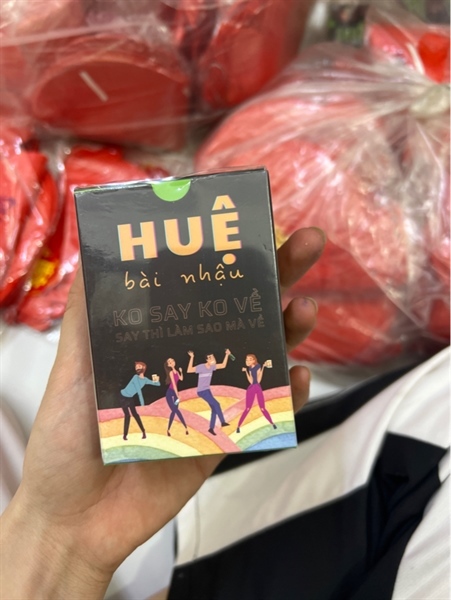 HUỆ
bài nhậu
KO SAY KO VỀ
SAY THÌ LÀM SAO MÀ VỀ